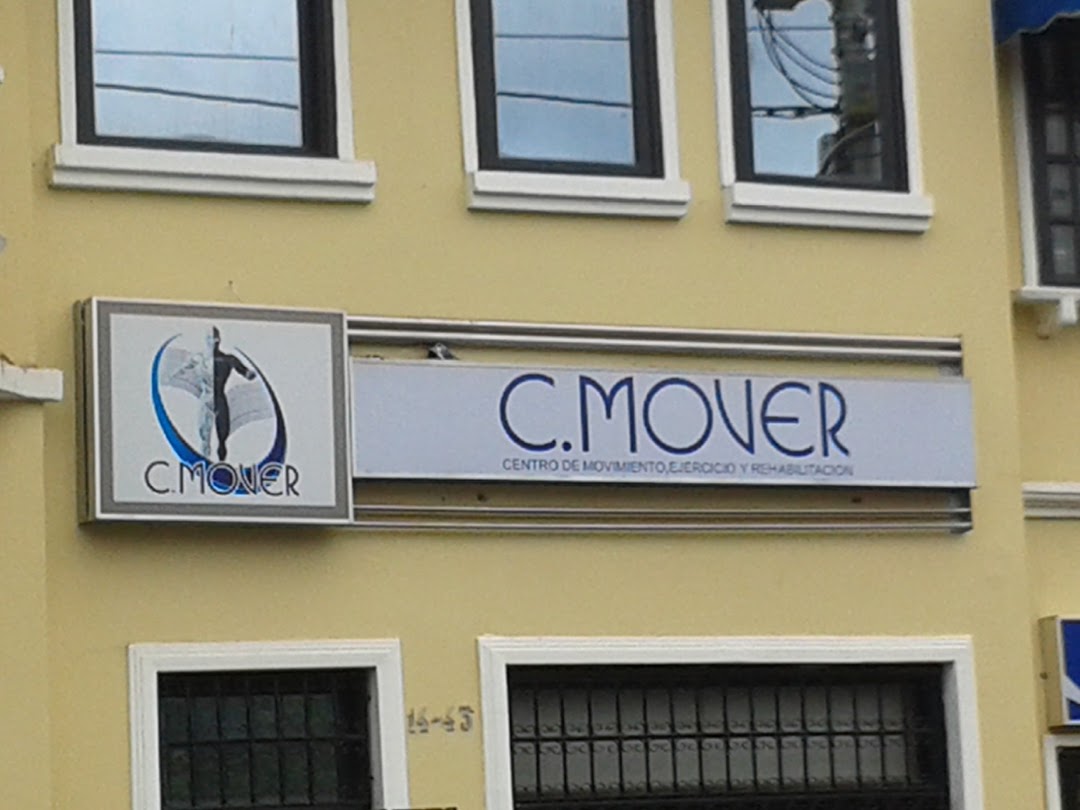 C.MOVER
C.MOVER
CENTRO DE MOVIMIENTO,EJERCICIO Y REHABILITACION
14-43